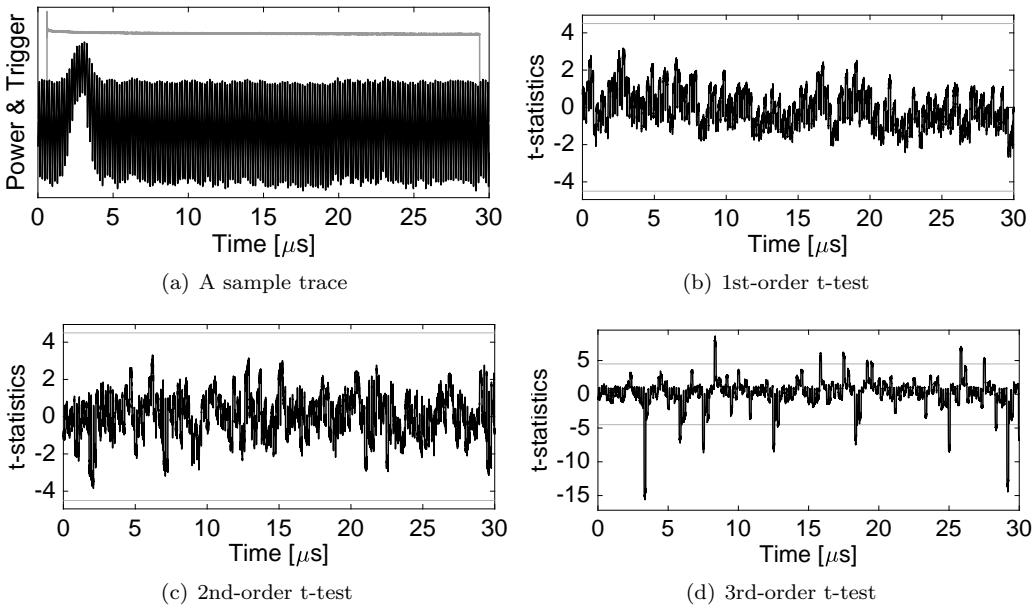 Power & Trigger
0 5 10 15 20 25 30
Time [μs]
(a) A sample trace
t-statistics
4
2
0
-2
-4
0 5 10 15 20 25 30
Time [μs]
(b) 1st-order t-test
t-statistics
4
2
0
-2
-4
0 5 10 15 20 25 30
Time [μs]
(c) 2nd-order t-test
t-statistics
5
0
-5
-10
-15
0 5 10 15 20 25 30
Time [μs]
(d) 3rd-order t-test